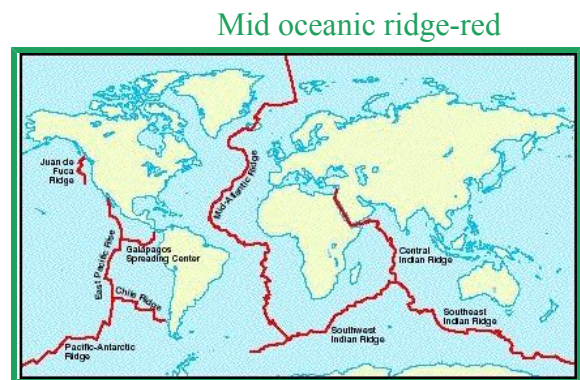 Mid oceanic ridge-red
Juan de
Fuca
Ridge
Mid-Atlantic Ridge
East Pacific Rise
Galapagos
Spreading Center
Central
Indian Ridge
Chile Ridge
Southeast
Indian Ridge
Southwest
Indian Ridge
Pacific-Antarctic
Ridge